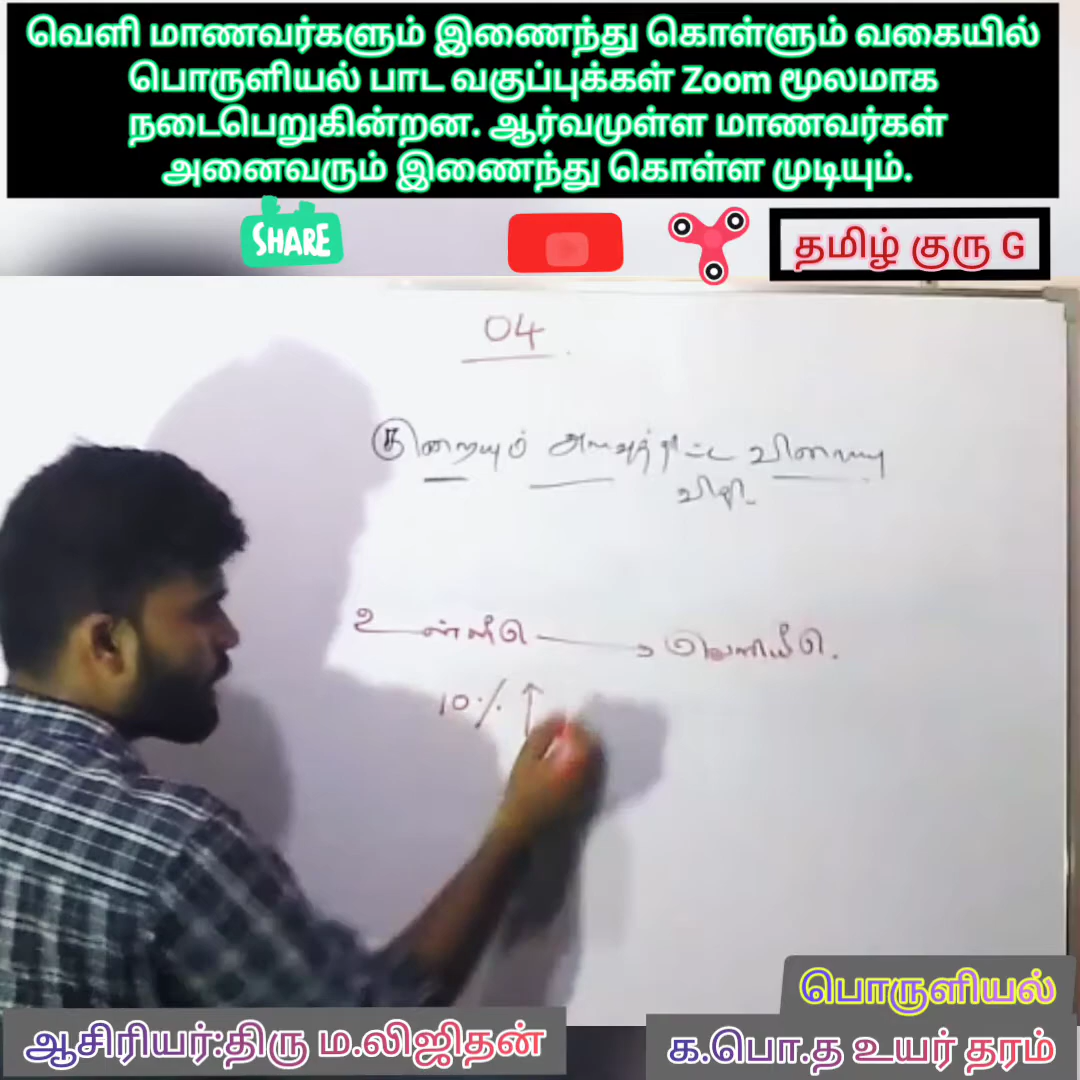 வெளி மாணவர்களும் இணைந்து கொள்ளும் வகையில்
பொருளியல் பாட வகுப்புக்கள் Zoom மூலமாக
நடைபெறுகின்றன. ஆர்வமுள்ள மாணவர்கள்
அனைவரும் இணைந்து கொள்ள முடியும்.
SHARE
தமிழ் குரு G
04
குறையும் அளவுத்திட்ட விளைவு
விதி
உள்ளீடு → வெளியீடு.
10% ↑
பொருளியல்
ஆசிரியர்:திரு ம.லிஜிதன்
க.பொ.த உயர் தரம்